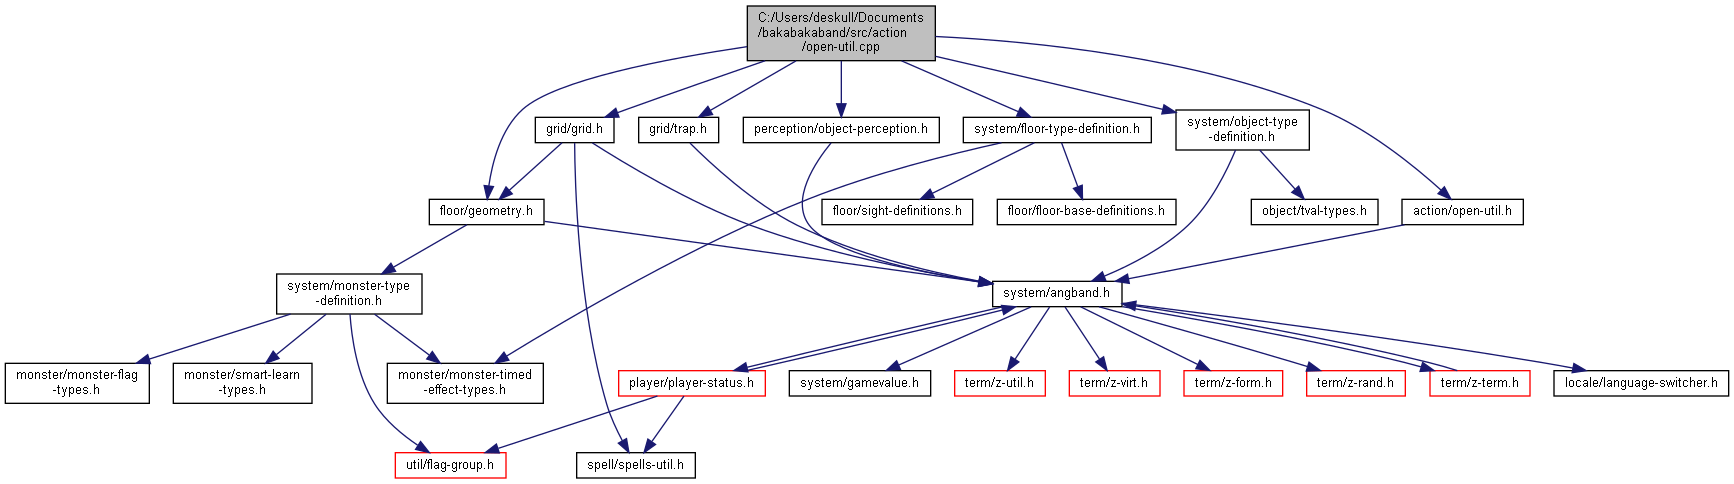 C:/Users/deskull/Documents
/bakabakaband/src/action
/open-util.cpp
grid/grid.h
grid/trap.h
perception/object-perception.h
system/floor-type-definition.h
system/object-type
-definition.h
floor/geometry.h
floor/sight-definitions.h
floor/floor-base-definitions.h
object/tval-types.h
action/open-util.h
system/monster-type
-definition.h
system/angband.h
monster/monster-flag
-types.h
monster/smart-learn
-types.h
monster/monster-timed
-effect-types.h
player/player-status.h
system/gamevalue.h
term/z-util.h
term/z-virt.h
term/z-form.h
term/z-rand.h
term/z-term.h
locale/language-switcher.h
util/flag-group.h
spell/spells-util.h